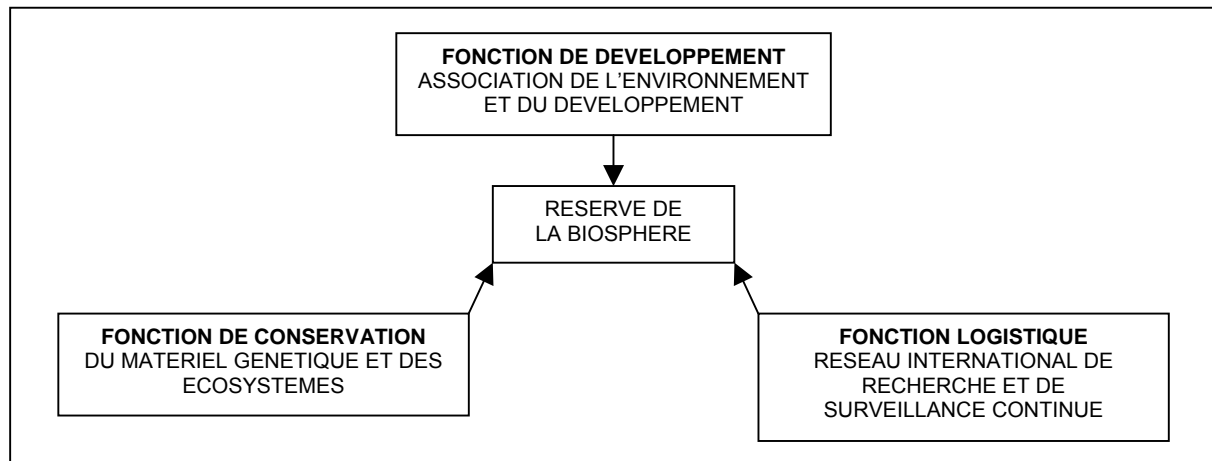 FONCTION DE DEVELOPPEMENT
ASSOCIATION DE L’ENVIRONNEMENT
ET DU DEVELOPPEMENT
RESERVE DE
LA BIOSPHERE
FONCTION DE CONSERVATION
DU MATERIEL GENETIQUE ET DES
ECOSYSTEMES
FONCTION LOGISTIQUE
RESEAU INTERNATIONAL DE
RECHERCHE ET DE
SURVEILLANCE CONTINUE